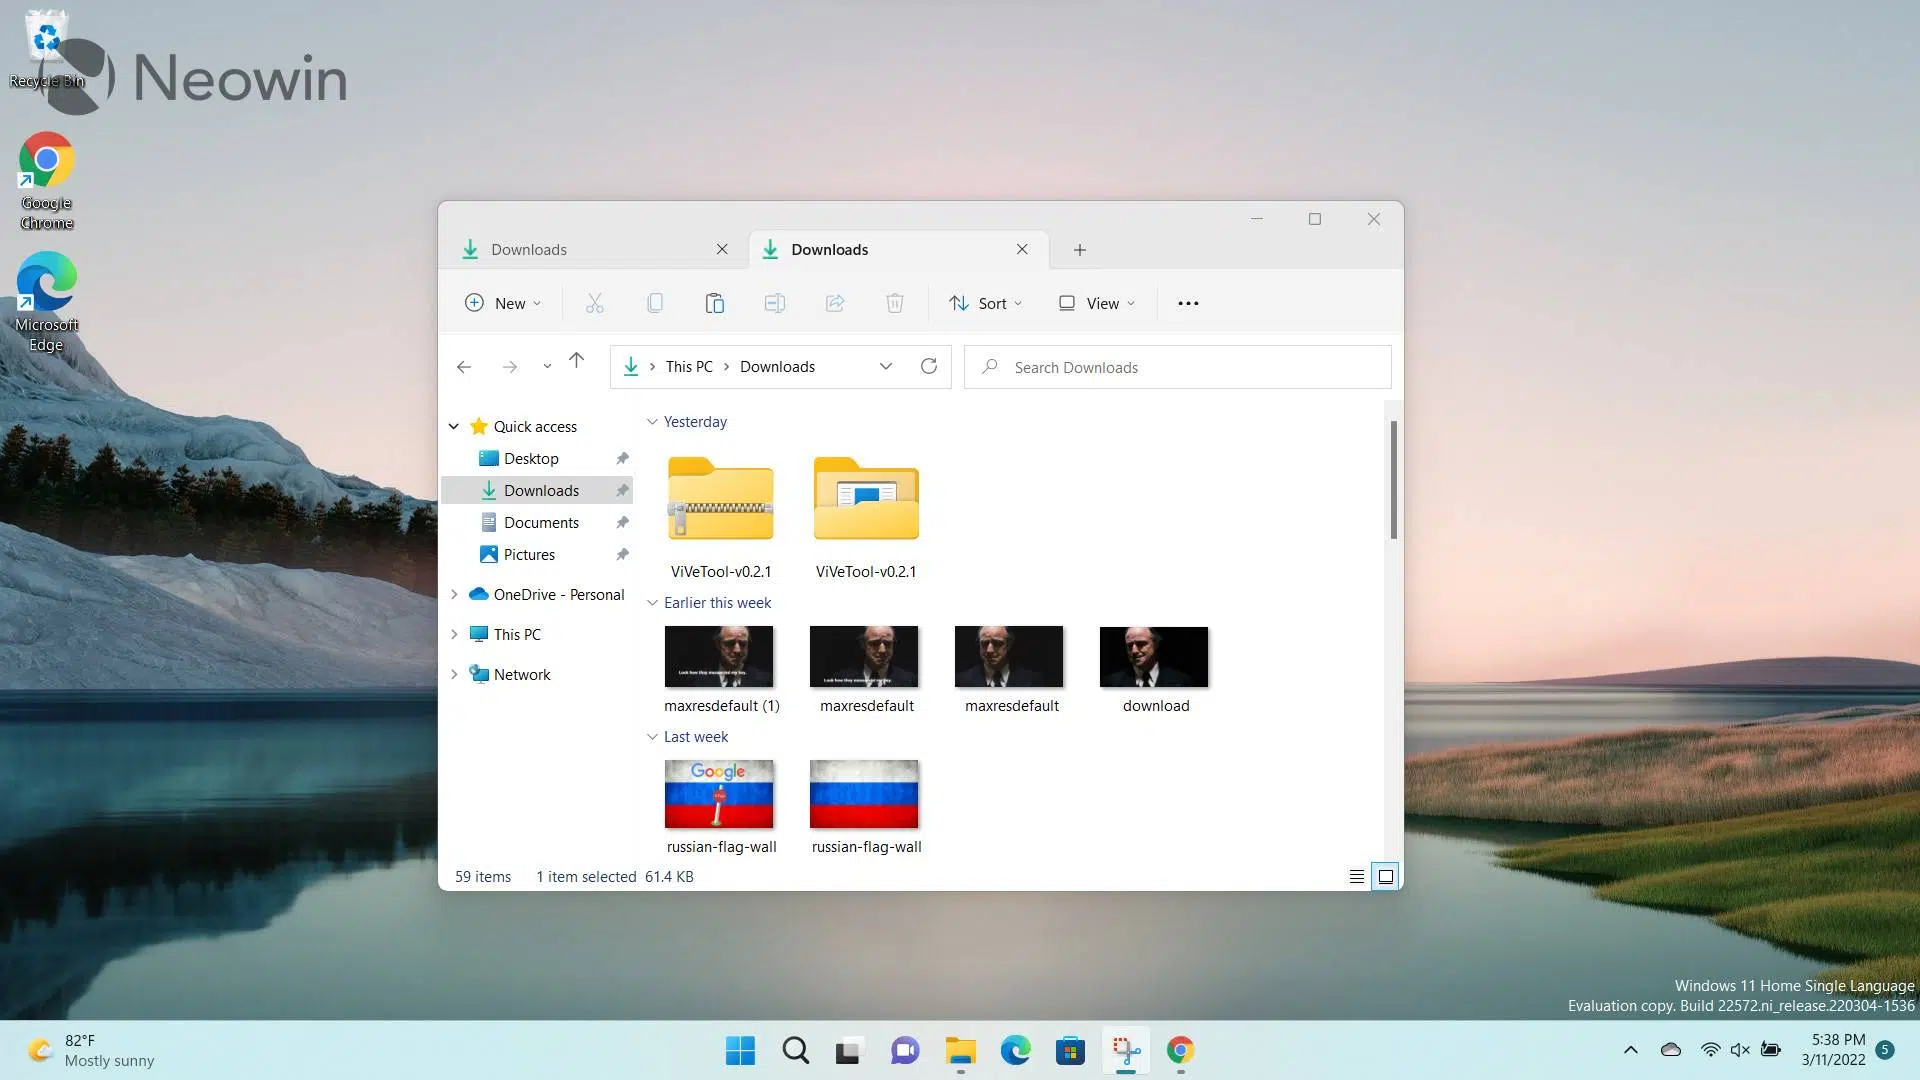 Recycle Bin
Neowin
Google
Chrome
Microsoft
Edge
Downloads
Downloads
New
Sort
View
This PC
Downloads
Search Downloads
Quick access
Desktop
Downloads
Documents
Pictures
OneDrive - Personal
This PC
Network
Yesterday
ViVeTool-v0.2.1
ViVeTool-v0.2.1
Earlier this week
maxresdefault (1)
maxresdefault
maxresdefault
download
Last week
Google
russian-flag-wall
russian-flag-wall
59 items
1 item selected 61.4 KB
Windows 11 Home Single Language
Evaluation copy. Build 22572.ni_release.220304-1536
82°F
Mostly sunny
5:38 PM
3/11/2022
5